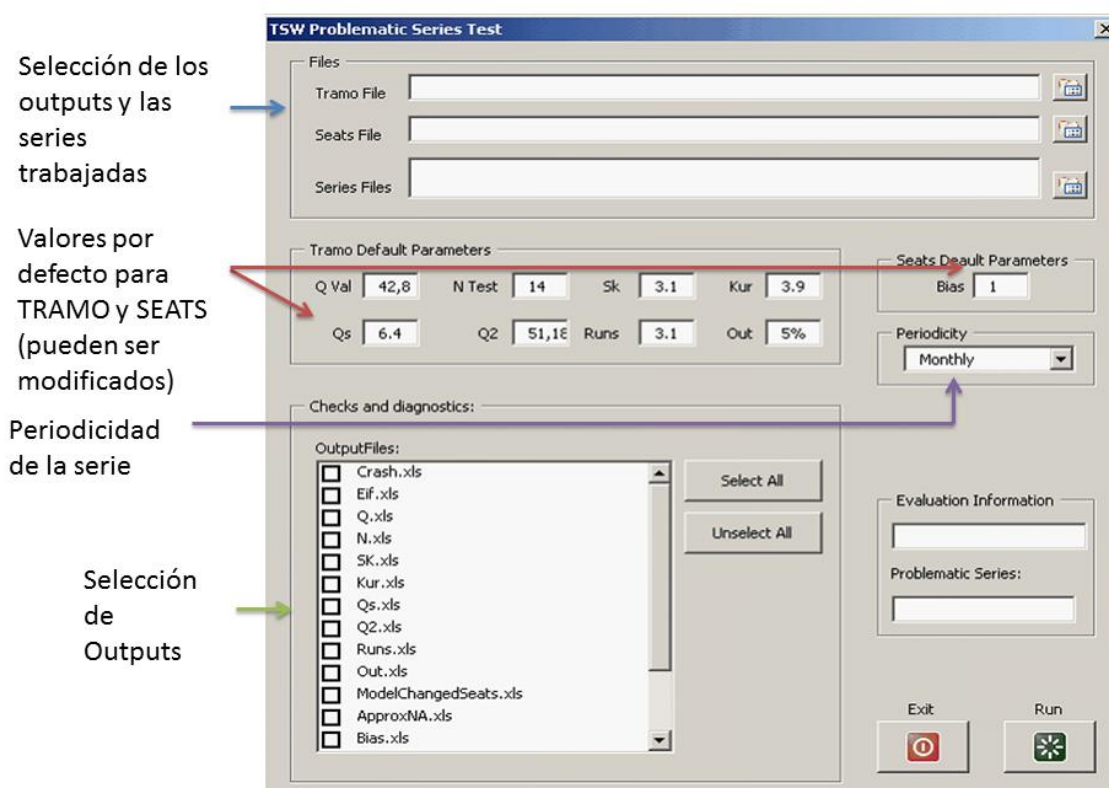 TSW Problematic Series Test
Selección de los
outputs y las
series
trabajadas
Files
Tramo File
Seats File
Series Files
Valores por
defecto para
TRAMO y SEATS
(pueden ser
modificados)
Tramo Default Parameters
Q Val 42,8 N Test 14 Sk 3.1 Kur 3.9
Qs 6.4 Q2 51,18 Runs 3.1 Out 5%
Seats Deault Parameters
Bias 1
Periodicity
Monthly
Periodicidad
de la serie
Checks and diagnostics:
OutputFiles:
Crash.xls
Eif.xls
Q.xls
N.xls
SK.xls
Kur.xls
Qs.xls
Q2.xls
Runs.xls
Out.xls
ModelChangedSeats.xls
ApproxNA.xls
Bias.xls
Select All
Unselect All
Selección
de
Outputs
Evaluation Information
Problematic Series:
Exit Run